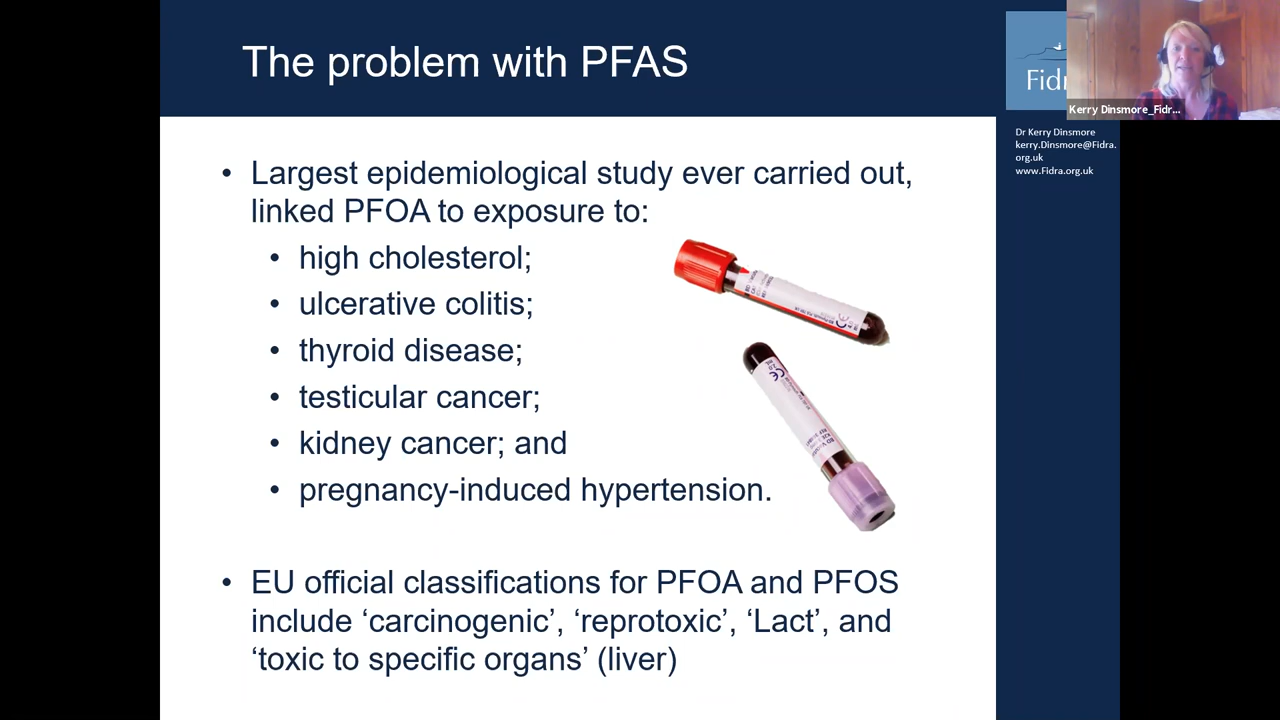 The problem with PFAS
• Largest epidemiological study ever carried out,
linked PFOA to exposure to:
• high cholesterol;
• ulcerative colitis;
• thyroid disease;
• testicular cancer;
• kidney cancer; and
• pregnancy-induced hypertension.
• EU official classifications for PFOA and PFOS
include ‘carcinogenic’, ‘reprotoxic’, ‘Lact’, and
‘toxic to specific organs’ (liver)
Kerry Dinsmore_Fidr...
Dr Kerry Dinsmore
kerry.Dinsmore@Fidra.
org.uk
www.Fidra.org.uk